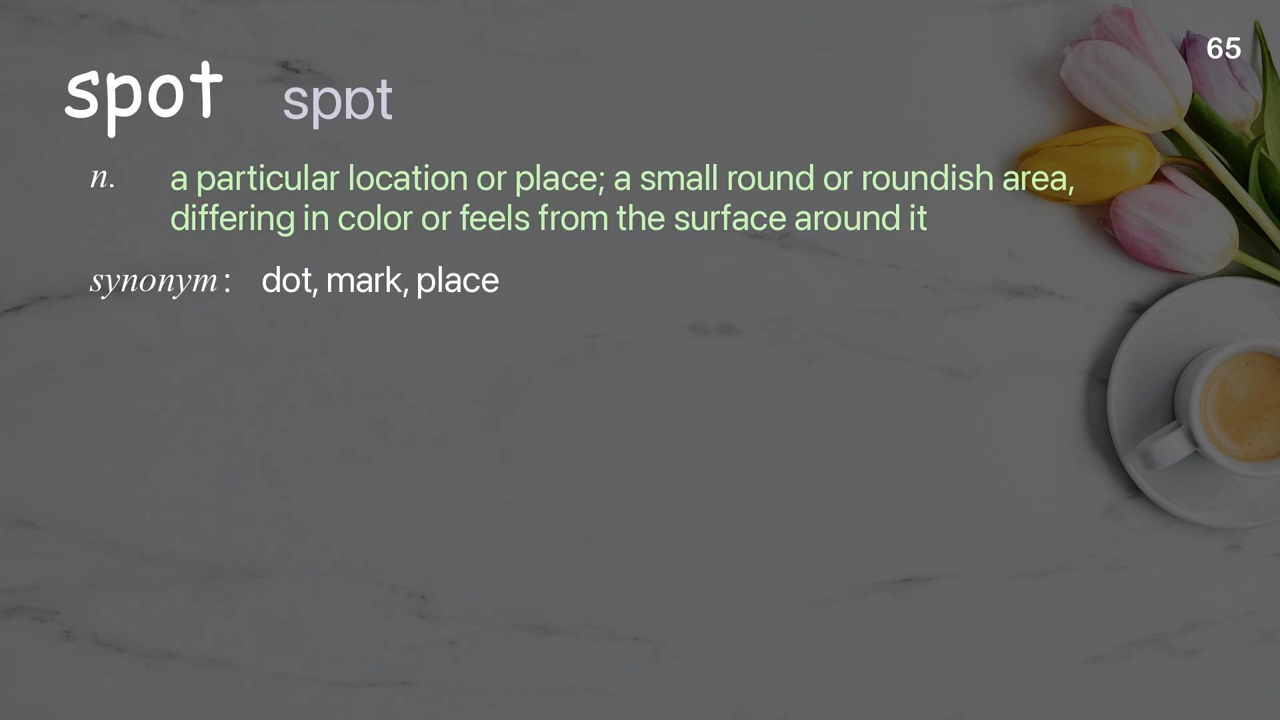 65
spot spɒt
n. a particular location or place; a small round or roundish area,
differing in color or feels from the surface around it
synonym: dot, mark, place